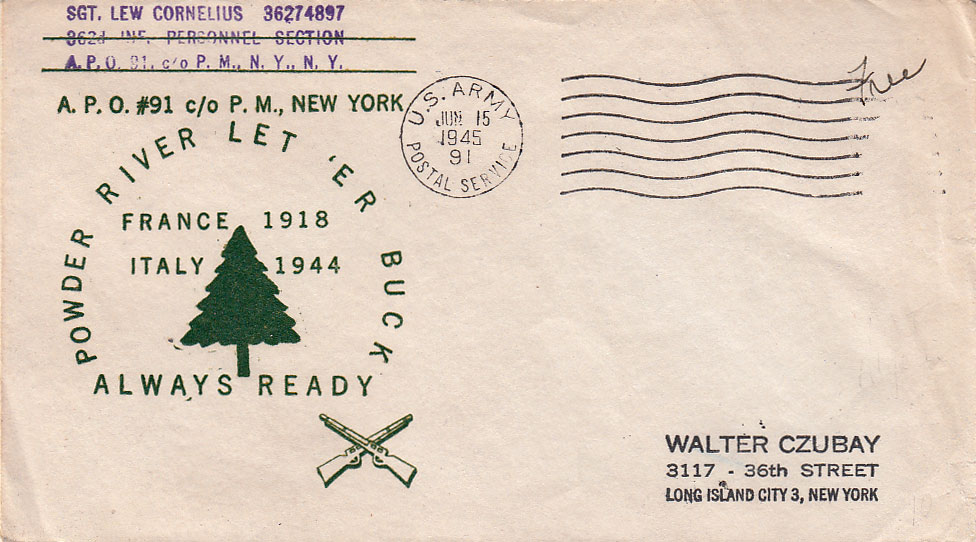 SGT. LEW CORNELIUS 36274897
362d INF. PERSONNEL SECTION
A. P. O. 91, c/o P. M., N. Y., N. Y.
A. P. O. #91 c/o P. M., NEW YORK
U.S. ARMY
JUN 15
1945
91
POSTAL SERVICE
Free
POWDER RIVER LET 'ER BUCK
FRANCE 1918
ITALY 1944
ALWAYS READY
WALTER CZUBAY
3117 - 36th STREET
LONG ISLAND CITY 3, NEW YORK